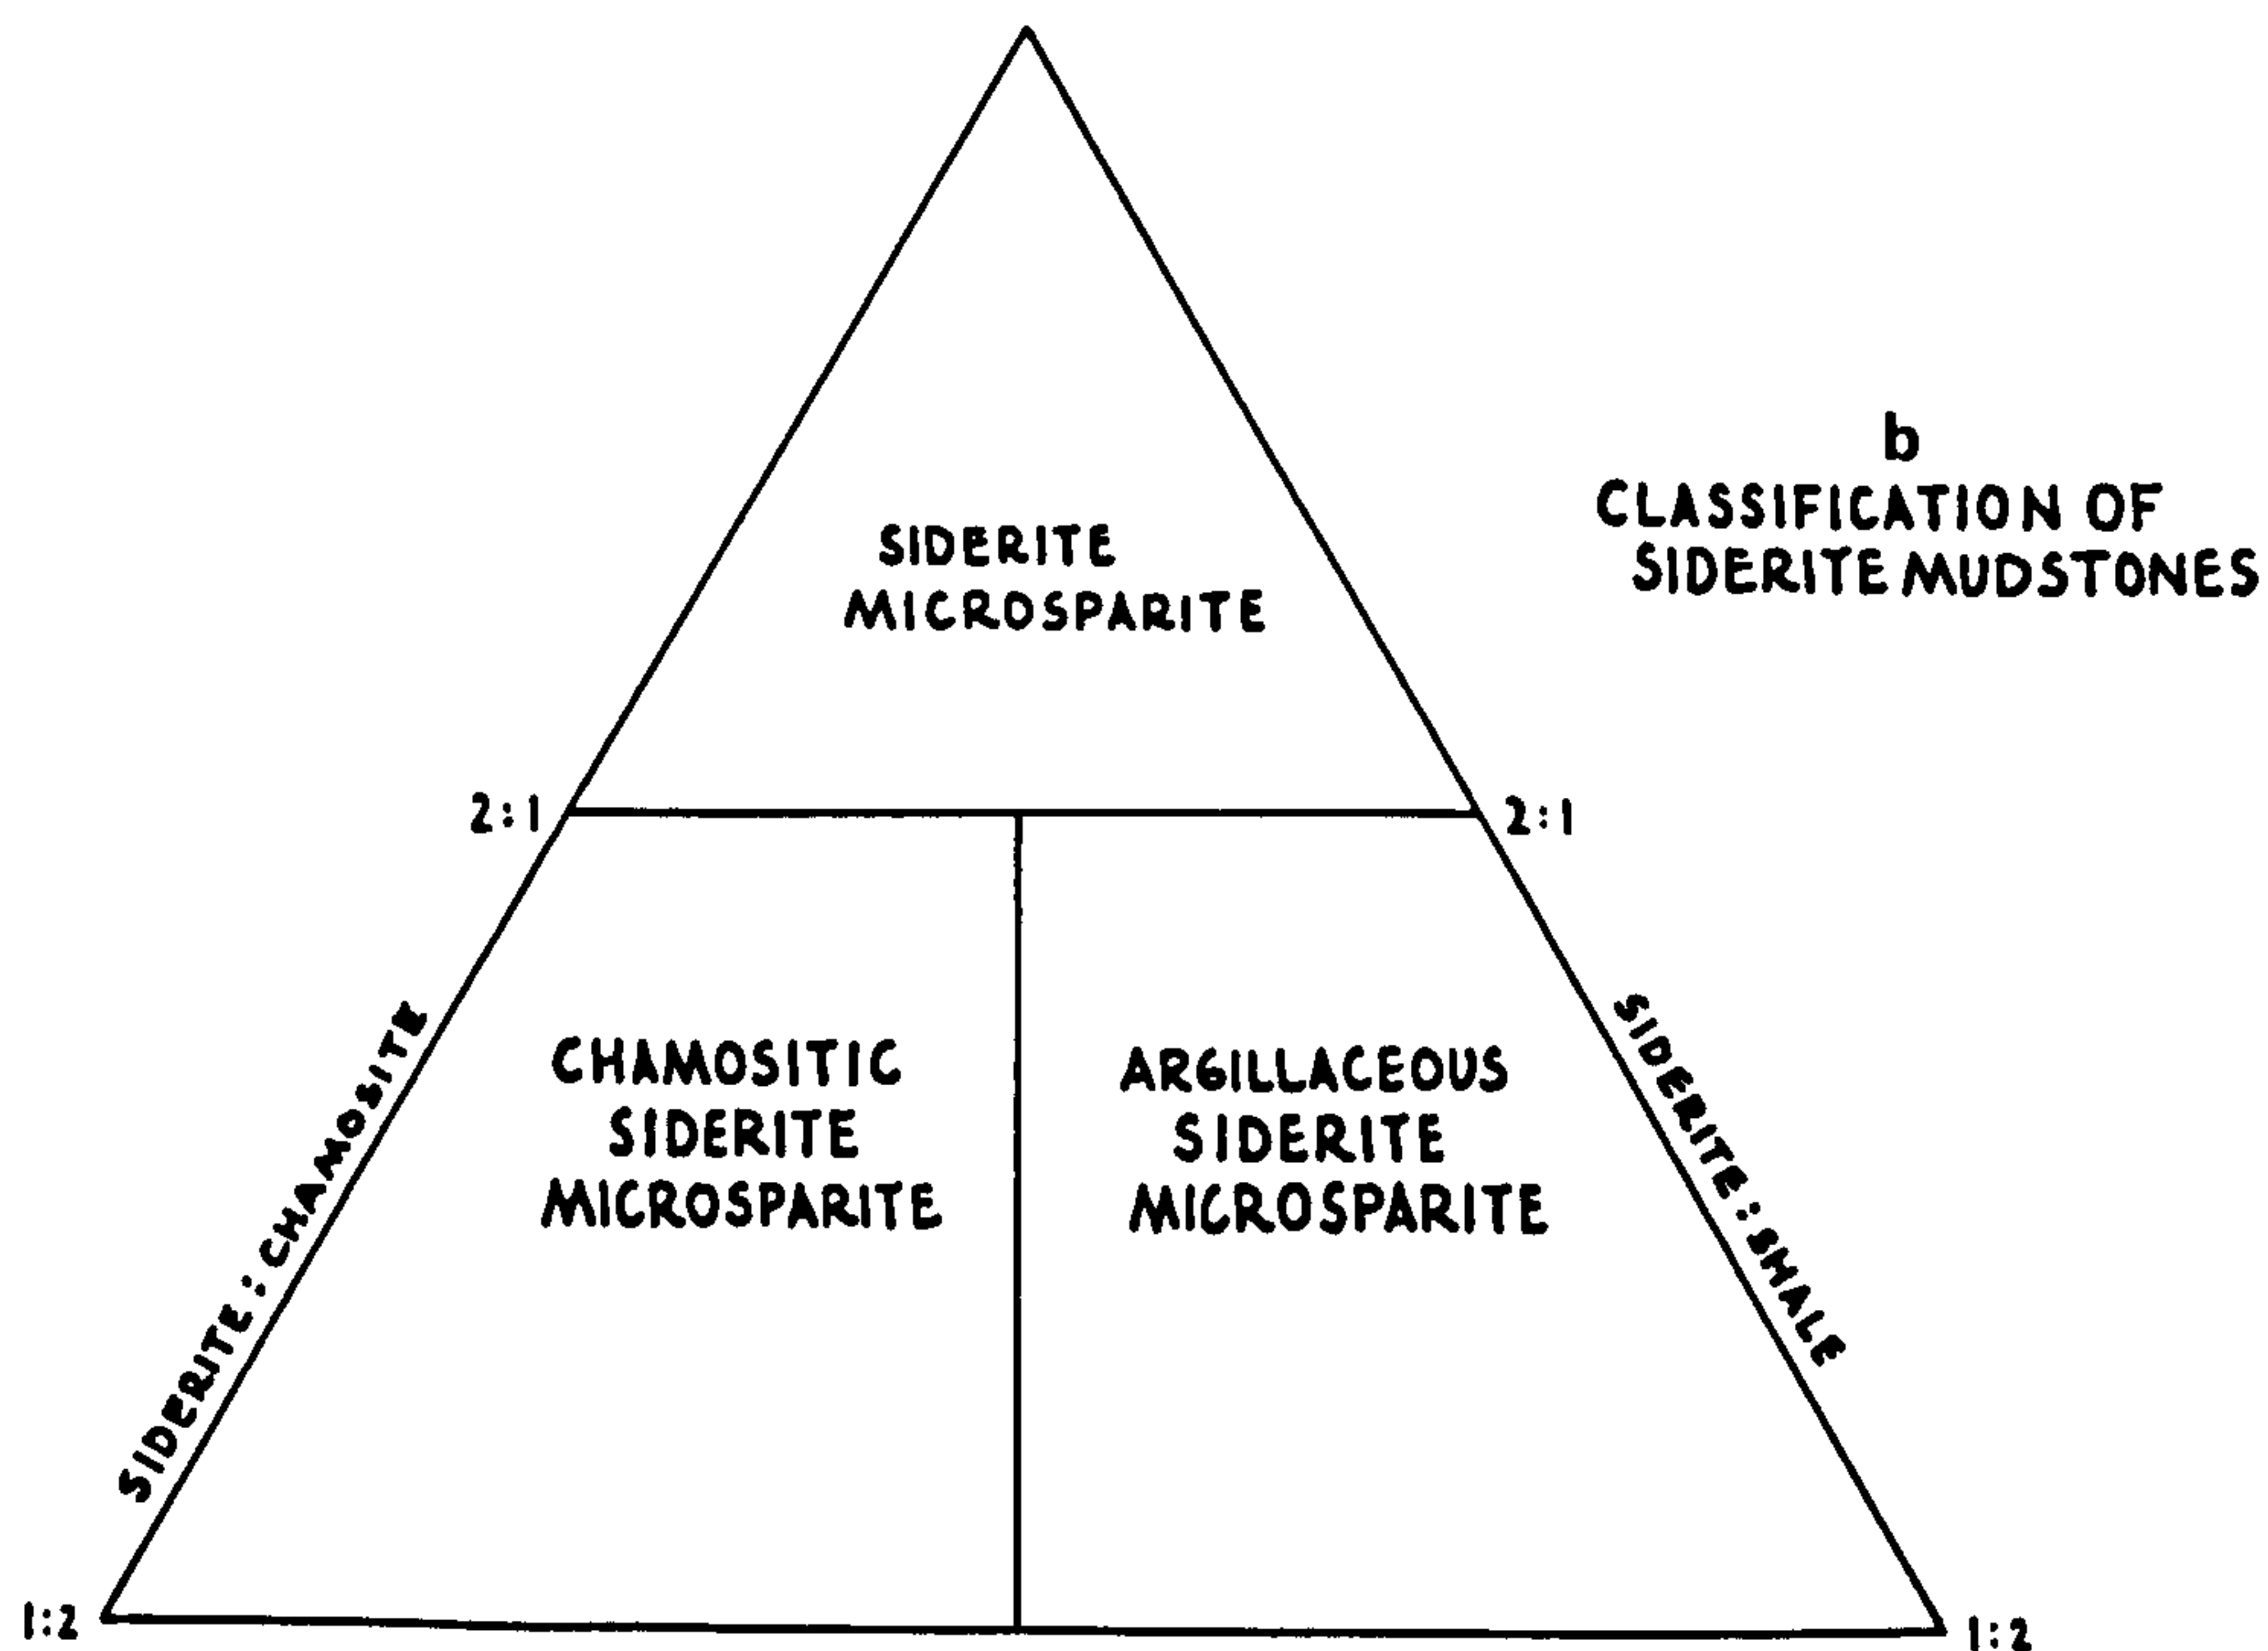 b
CLASSIFICATION OF
SIDERITE MUDSTONES
SIDERITE
MICROSPARITE
2:1
2:1
SIDERITE : CHAMOSITE
SIDERITE : SHALE
CHAMOSITIC
SIDERITE
MICROSPARITE
ARGILLACEOUS
SIDERITE
MICROSPARITE
1:2
1:2